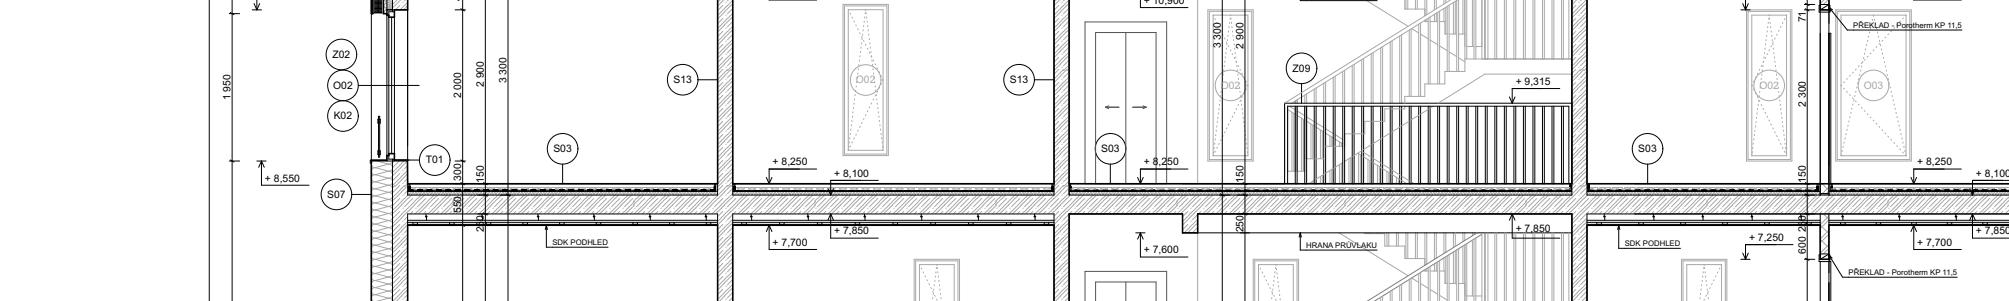 + 10,900
71
PŘEKLAD - Porotherm KP 11,5
1 950
Z02
O02
K02
2 000
2 900
3 300
S13
O02
S13
3 300
2 900
O02
Z09
+ 9,315
O02
2 300
O03
T01
S03
S03
S03
+ 8,550
S07
300
150
+ 8,250
+ 8,100
+ 8,250
150
150
+ 8,250
+ 8,100
550
SDK PODHLED
+ 7,700
+ 7,850
+ 7,600
250
HRANA PRŮVLAKU
+ 7,850
SDK PODHLED
+ 7,250
600
+ 7,700
+ 7,850
PŘEKLAD - Porotherm KP 11,5